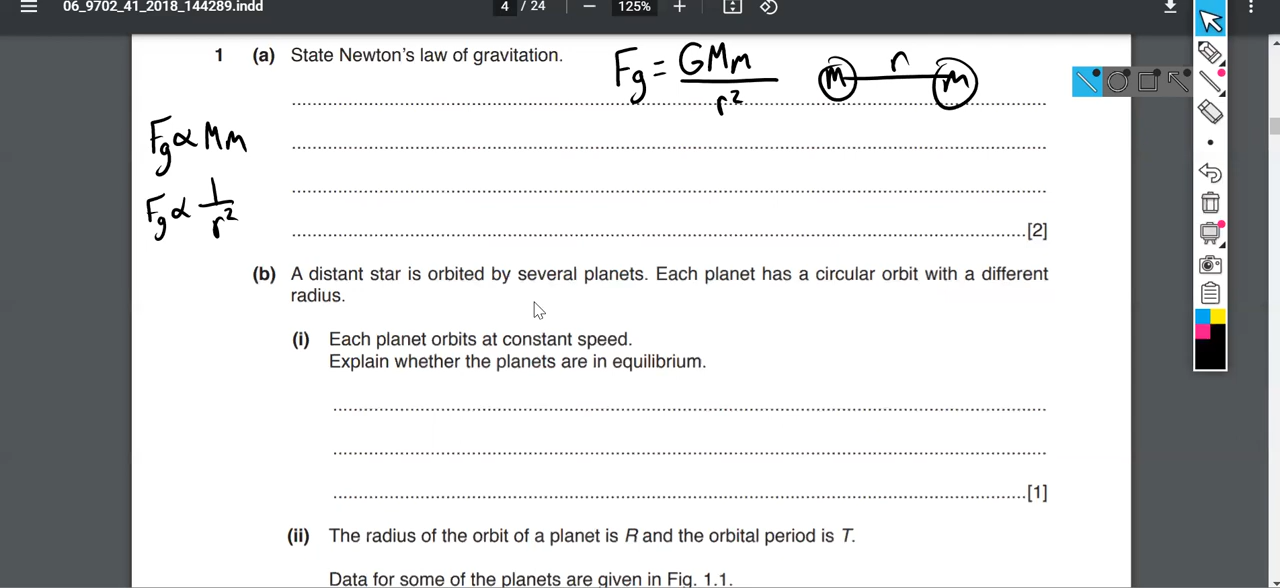 06_9702_41_2018_144289.indd
4 / 24
125%
1 (a) State Newton's law of gravitation.
Fg = GMm / r²
M r m
Fg ∝ Mm
Fg ∝ 1/r²
[2]
(b) A distant star is orbited by several planets. Each planet has a circular orbit with a different
radius.
(i) Each planet orbits at constant speed.
Explain whether the planets are in equilibrium.
[1]
(ii) The radius of the orbit of a planet is R and the orbital period is T.
Data for some of the planets are given in Fig. 1.1.